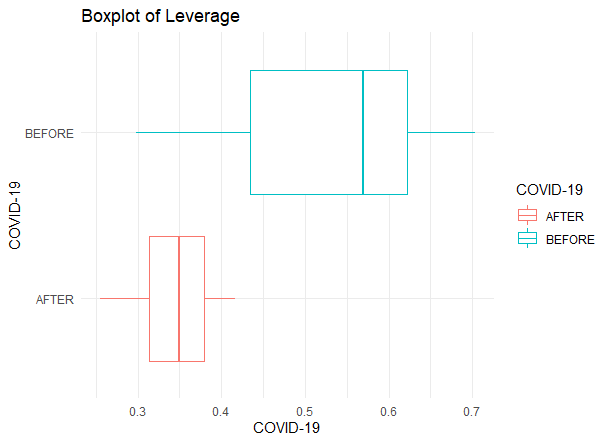 Boxplot of Leverage
COVID-19
BEFORE
AFTER
0.3
0.4
0.5
0.6
0.7
COVID-19
COVID-19
AFTER
BEFORE